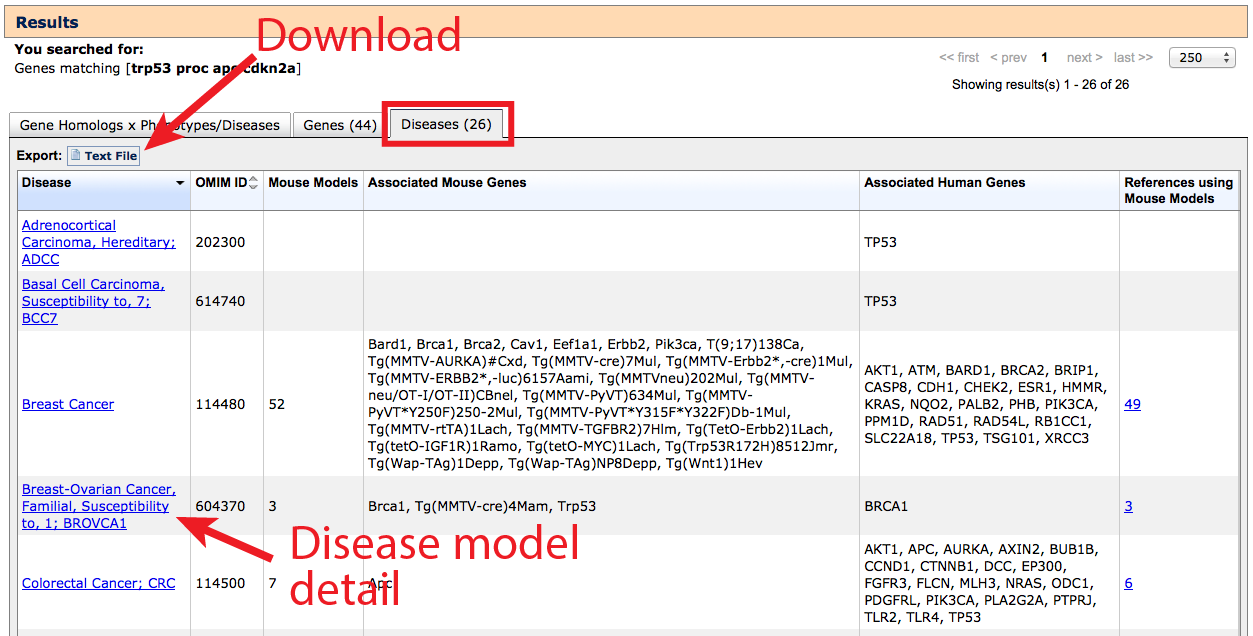 Results
Download
You searched for:
Genes matching [trp53 proc apc cdkn2a]
<< first < prev 1 next > last >> 250
Showing results(s) 1 - 26 of 26
Gene Homologs x Phenotypes/Diseases Genes (44) Diseases (26)
Export: Text File
Disease OMIM ID Mouse Models Associated Mouse Genes Associated Human Genes References using
Mouse Models
Adrenocortical
Carcinoma, Hereditary;
ADCC
202300
TP53
Basal Cell Carcinoma,
Susceptibility to, 7;
BCC7
614740
TP53
Breast Cancer
114480
52
Bard1, Brca1, Brca2, Cav1, Eef1a1, Erbb2, Pik3ca, T(9;17)138Ca,
Tg(MMTV-AURKA)#Cxd, Tg(MMTV-cre)7Mul, Tg(MMTV-Erbb2*,-cre)1Mul,
Tg(MMTV-ERBB2*,-luc)6157Aami, Tg(MMTVneu)202Mul, Tg(MMTV-
neu/OT-I/OT-II)CBnel, Tg(MMTV-PyVT)634Mul, Tg(MMTV-
PyVT*Y250F)250-2Mul, Tg(MMTV-PyVT*Y315F*Y322F)Db-1Mul,
Tg(MMTV-rtTA)1Lach, Tg(MMTV-TGFBR2)7Hlm, Tg(TetO-Erbb2)1Lach,
Tg(tetO-IGF1R)1Ramo, Tg(tetO-MYC)1Lach, Tg(Trp53R172H)8512Jmr,
Tg(Wap-TAg)1Depp, Tg(Wap-TAg)NP8Depp, Tg(Wnt1)1Hev
AKT1, ATM, BARD1, BRCA2, BRIP1,
CASP8, CDH1, CHEK2, ESR1, HMMR,
KRAS, NQO2, PALB2, PHB, PIK3CA,
PPM1D, RAD51, RAD54L, RB1CC1,
SLC22A18, TP53, TSG101, XRCC3
49
Breast-Ovarian Cancer,
Familial, Susceptibility
to, 1; BROVCA1
604370
3
Brca1, Tg(MMTV-cre)4Mam, Trp53
BRCA1
3
Disease model
detail
Colorectal Cancer; CRC
114500
7
Apc
AKT1, APC, AURKA, AXIN2, BUB1B,
CCND1, CTNNB1, DCC, EP300,
FGFR3, FLCN, MLH3, NRAS, ODC1,
PDGFRL, PIK3CA, PLA2G2A, PTPRJ,
TLR2, TLR4, TP53
6